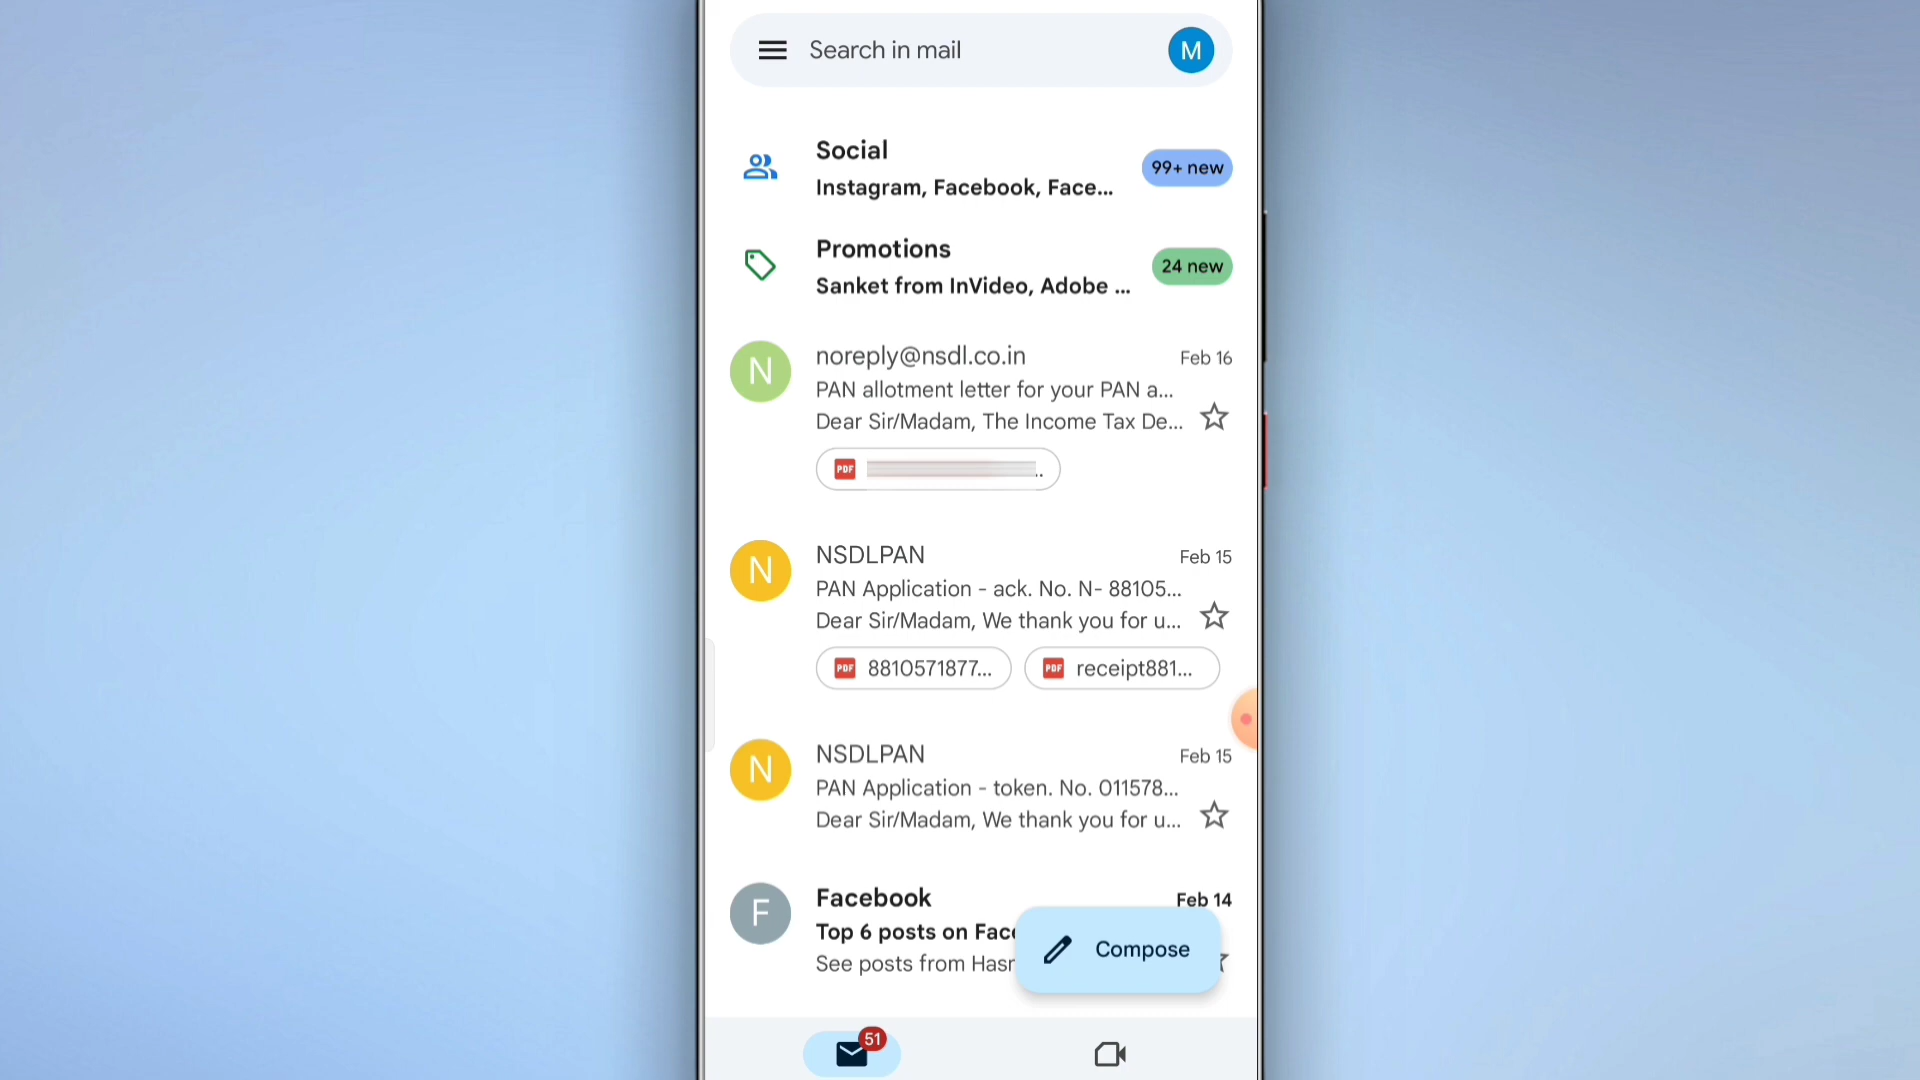 Search in mail
M
Social
99+ new
Instagram, Facebook, Face...
Promotions
24 new
Sanket from InVideo, Adobe ...
N
noreply@nsdl.co.in
Feb 16
PAN allotment letter for your PAN a...
Dear Sir/Madam, The Income Tax De...
PDF
N
NSDLPAN
Feb 15
PAN Application - ack. No. N- 88105...
Dear Sir/Madam, We thank you for u...
PDF 8810571877...
PDF receipt881...
N
NSDLPAN
Feb 15
PAN Application - token. No. 011578...
Dear Sir/Madam, We thank you for u...
F
Facebook
Feb 14
Top 6 posts on
See posts from
Compose
51